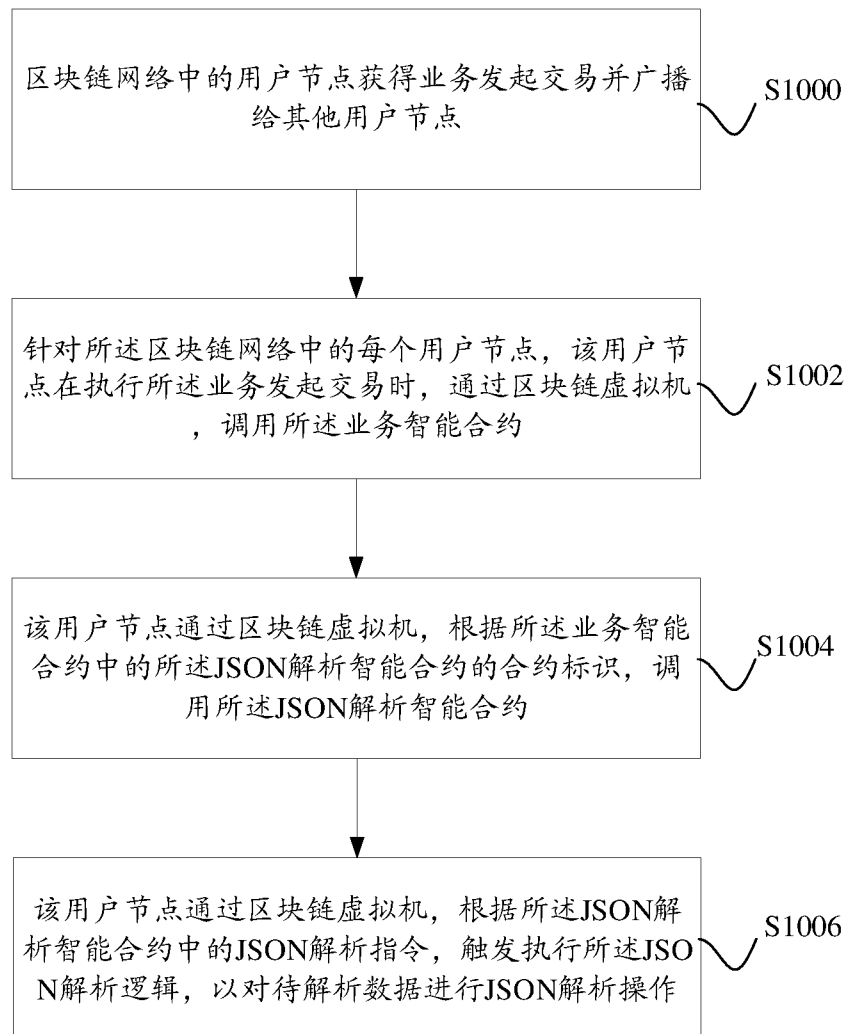 区块链网络中的用户节点获得业务发起交易并广播
给其他用户节点
S1000
针对所述区块链网络中的每个用户节点，该用户节
点在执行所述业务发起交易时，通过区块链虚拟机
，调用所述业务智能合约
S1002
该用户节点通过区块链虚拟机，根据所述业务智能
合约中的所述JSON解析智能合约的合约标识，调
用所述JSON解析智能合约
S1004
该用户节点通过区块链虚拟机，根据所述JSON解
析智能合约中的JSON解析指令，触发执行所述JSO
N解析逻辑，以对待解析数据进行JSON解析操作
S1006